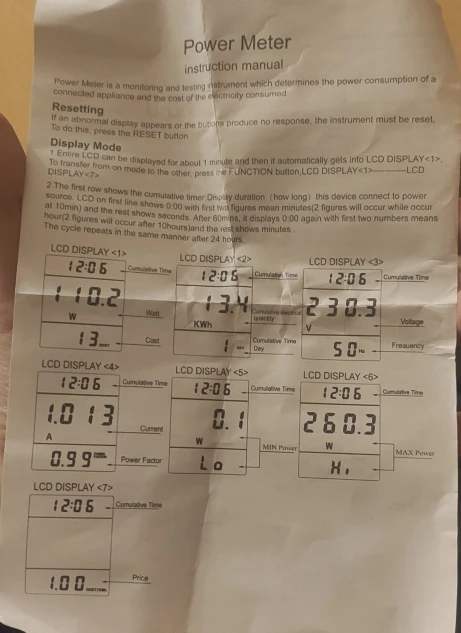 Power Meter
instruction manual
Power Meter is a monitoring and testing instrument which determines the power consumption of a
connected appliance and the cost of the electricity consumed
Resetting
If an abnormal display appears or the buttons produce no response, the instrument must be reset.
To do this, press the RESET button
Display Mode
1 Entire LCD can be displayed for about 1 minute and then it automatically gets into LCD DISPLAY<1>.
To transfer from on mode to the other, press the FUNCTION button,LCD DISPLAY<1>————LCD
DISPLAY<7>
2.The first row shows the cumulative timer.Display duration (how long) this device connect to power
source. LCD on first line shows 0:00 with first two figures mean minutes(2 figures will occur while occur
at 10min) and the rest shows seconds. After 60mins, it displays 0:00 again with first two numbers means
hour(2 figures will occur after 10hours)and the rest shows minutes.
The cycle repeats in the same manner after 24 hours.
LCD DISPLAY <1> LCD DISPLAY <2> LCD DISPLAY <3>
12:06 Cumulative Time 12:06 Cumulative Time 12:06 Cumulative Time
110.2 W Watt 13.4 KWh Cumulative electrical quantity 230.3 V Voltage
13 Cost 1 Cumulative Time Day 50 Hz Frequency
LCD DISPLAY <4> LCD DISPLAY <5> LCD DISPLAY <6>
12:06 Cumulative Time 12:06 Cumulative Time 12:06 Cumulative Time
1.013 A Current 0.1 W 260.3 W
0.99 Power Factor Lo MIN Power Hi MAX Power
LCD DISPLAY <7>
12:06 Cumulative Time
1.00 Price